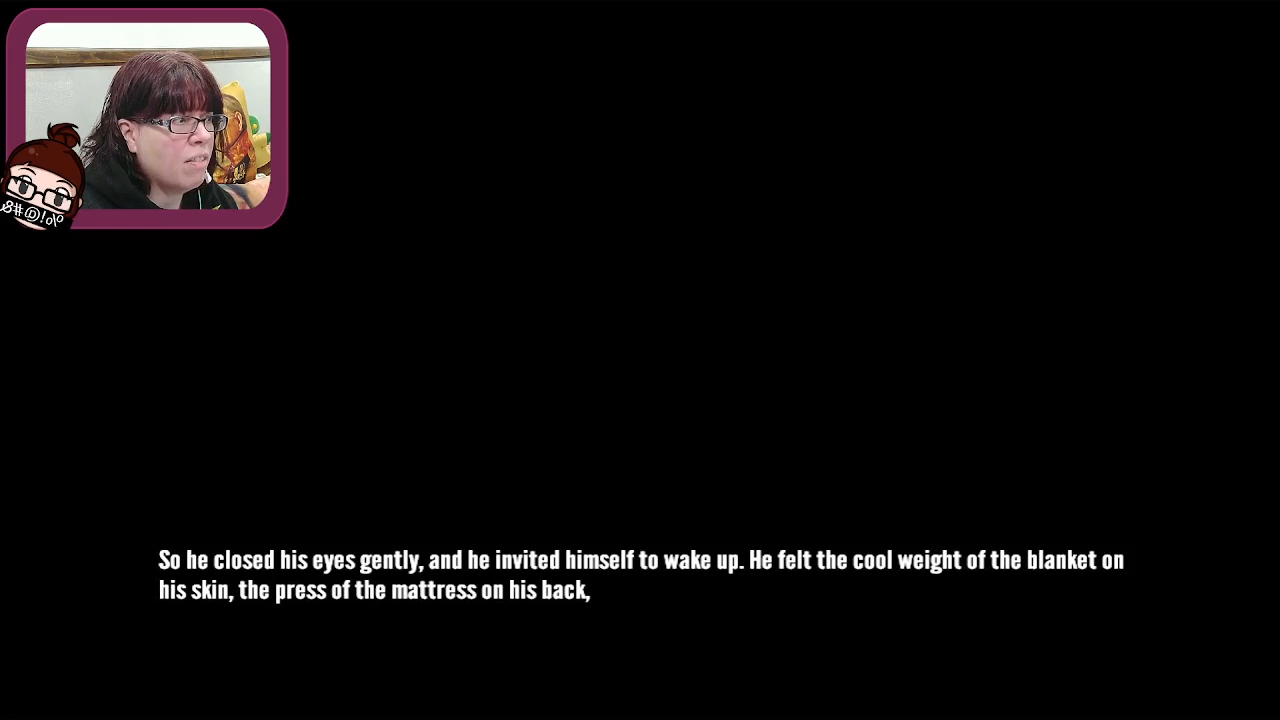 &#@!%
So he closed his eyes gently, and he invited himself to wake up. He felt the cool weight of the blanket on
his skin, the press of the mattress on his back,